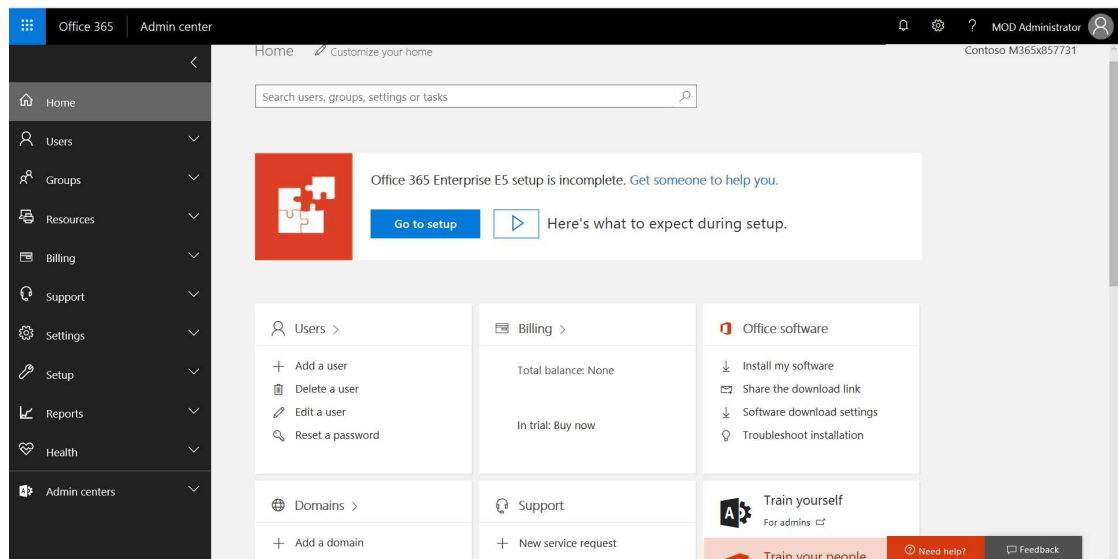 Office 365 Admin center
MOD Administrator
Home
Customize your home
Contoso M365x857731
Search users, groups, settings or tasks
Home
Users
Groups
Resources
Billing
Support
Settings
Setup
Reports
Health
Admin centers
Office 365 Enterprise E5 setup is incomplete. Get someone to help you.
Go to setup
Here's what to expect during setup.
Users >
Add a user
Delete a user
Edit a user
Reset a password
Billing >
Total balance: None
In trial: Buy now
Office software
Install my software
Share the download link
Software download settings
Troubleshoot installation
Domains >
Add a domain
Support
New service request
Train yourself
For admins
Train your people
Need help?
Feedback